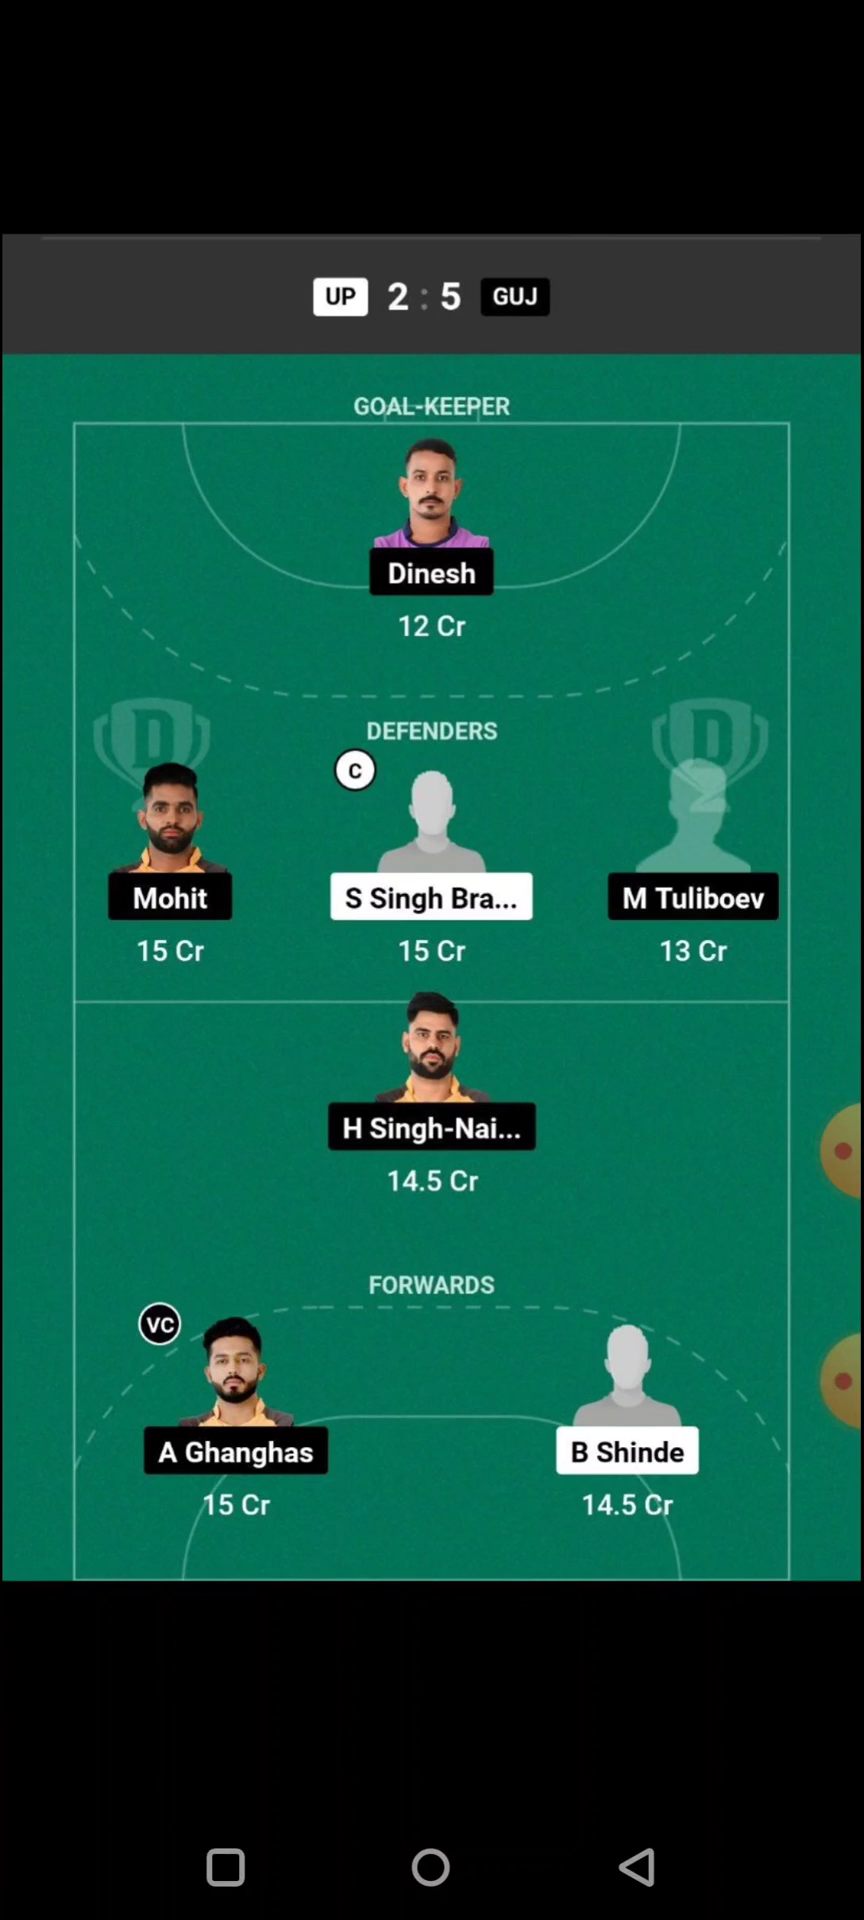 UP 2 : 5 GUJ
GOAL-KEEPER
Dinesh
12 Cr
DEFENDERS
C
Mohit
S Singh Bra...
M Tuliboev
15 Cr
15 Cr
13 Cr
H Singh-Nai...
14.5 Cr
FORWARDS
VC
A Ghanghas
B Shinde
15 Cr
14.5 Cr